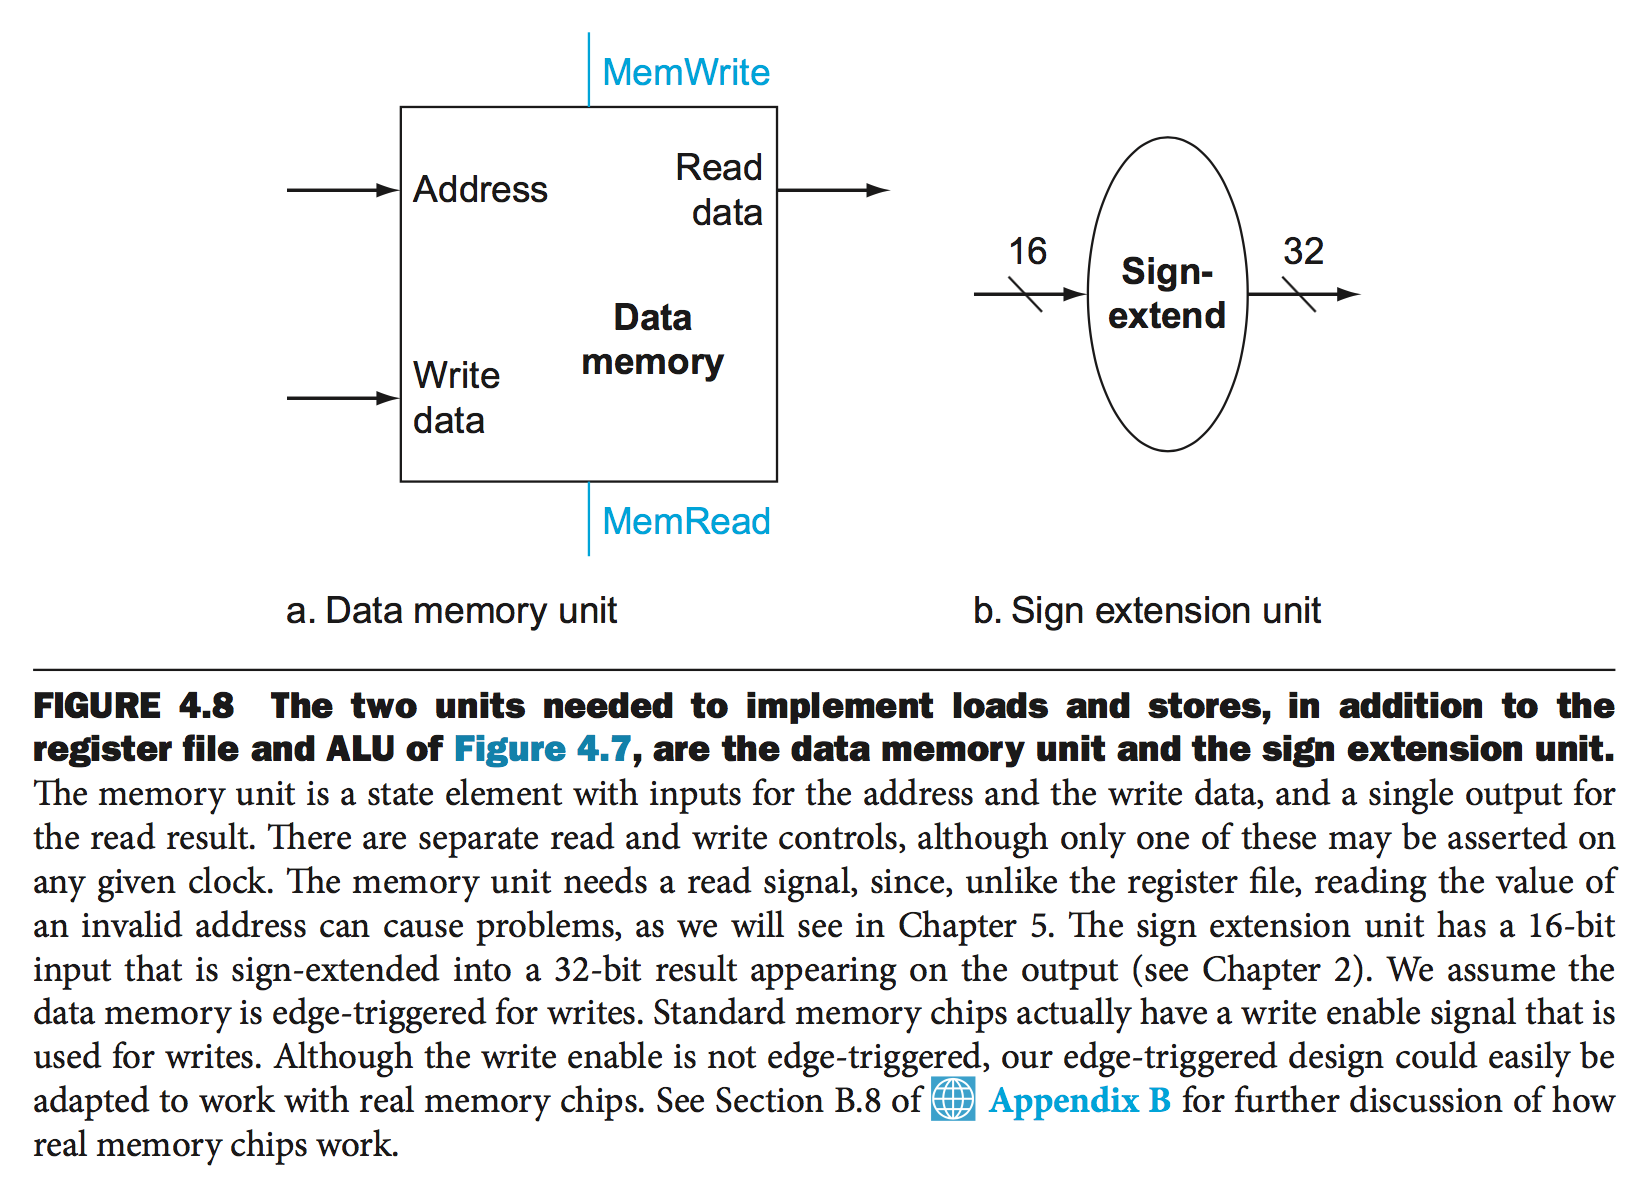 MemWrite
Address
Read
data
Data
memory
Write
data
MemRead
16
Sign-
extend
32
a. Data memory unit
b. Sign extension unit
FIGURE 4.8 The two units needed to implement loads and stores, in addition to the
register file and ALU of Figure 4.7, are the data memory unit and the sign extension unit.
The memory unit is a state element with inputs for the address and the write data, and a single output for
the read result. There are separate read and write controls, although only one of these may be asserted on
any given clock. The memory unit needs a read signal, since, unlike the register file, reading the value of
an invalid address can cause problems, as we will see in Chapter 5. The sign extension unit has a 16-bit
input that is sign-extended into a 32-bit result appearing on the output (see Chapter 2). We assume the
data memory is edge-triggered for writes. Standard memory chips actually have a write enable signal that is
used for writes. Although the write enable is not edge-triggered, our edge-triggered design could easily be
adapted to work with real memory chips. See Section B.8 of Appendix B for further discussion of how
real memory chips work.